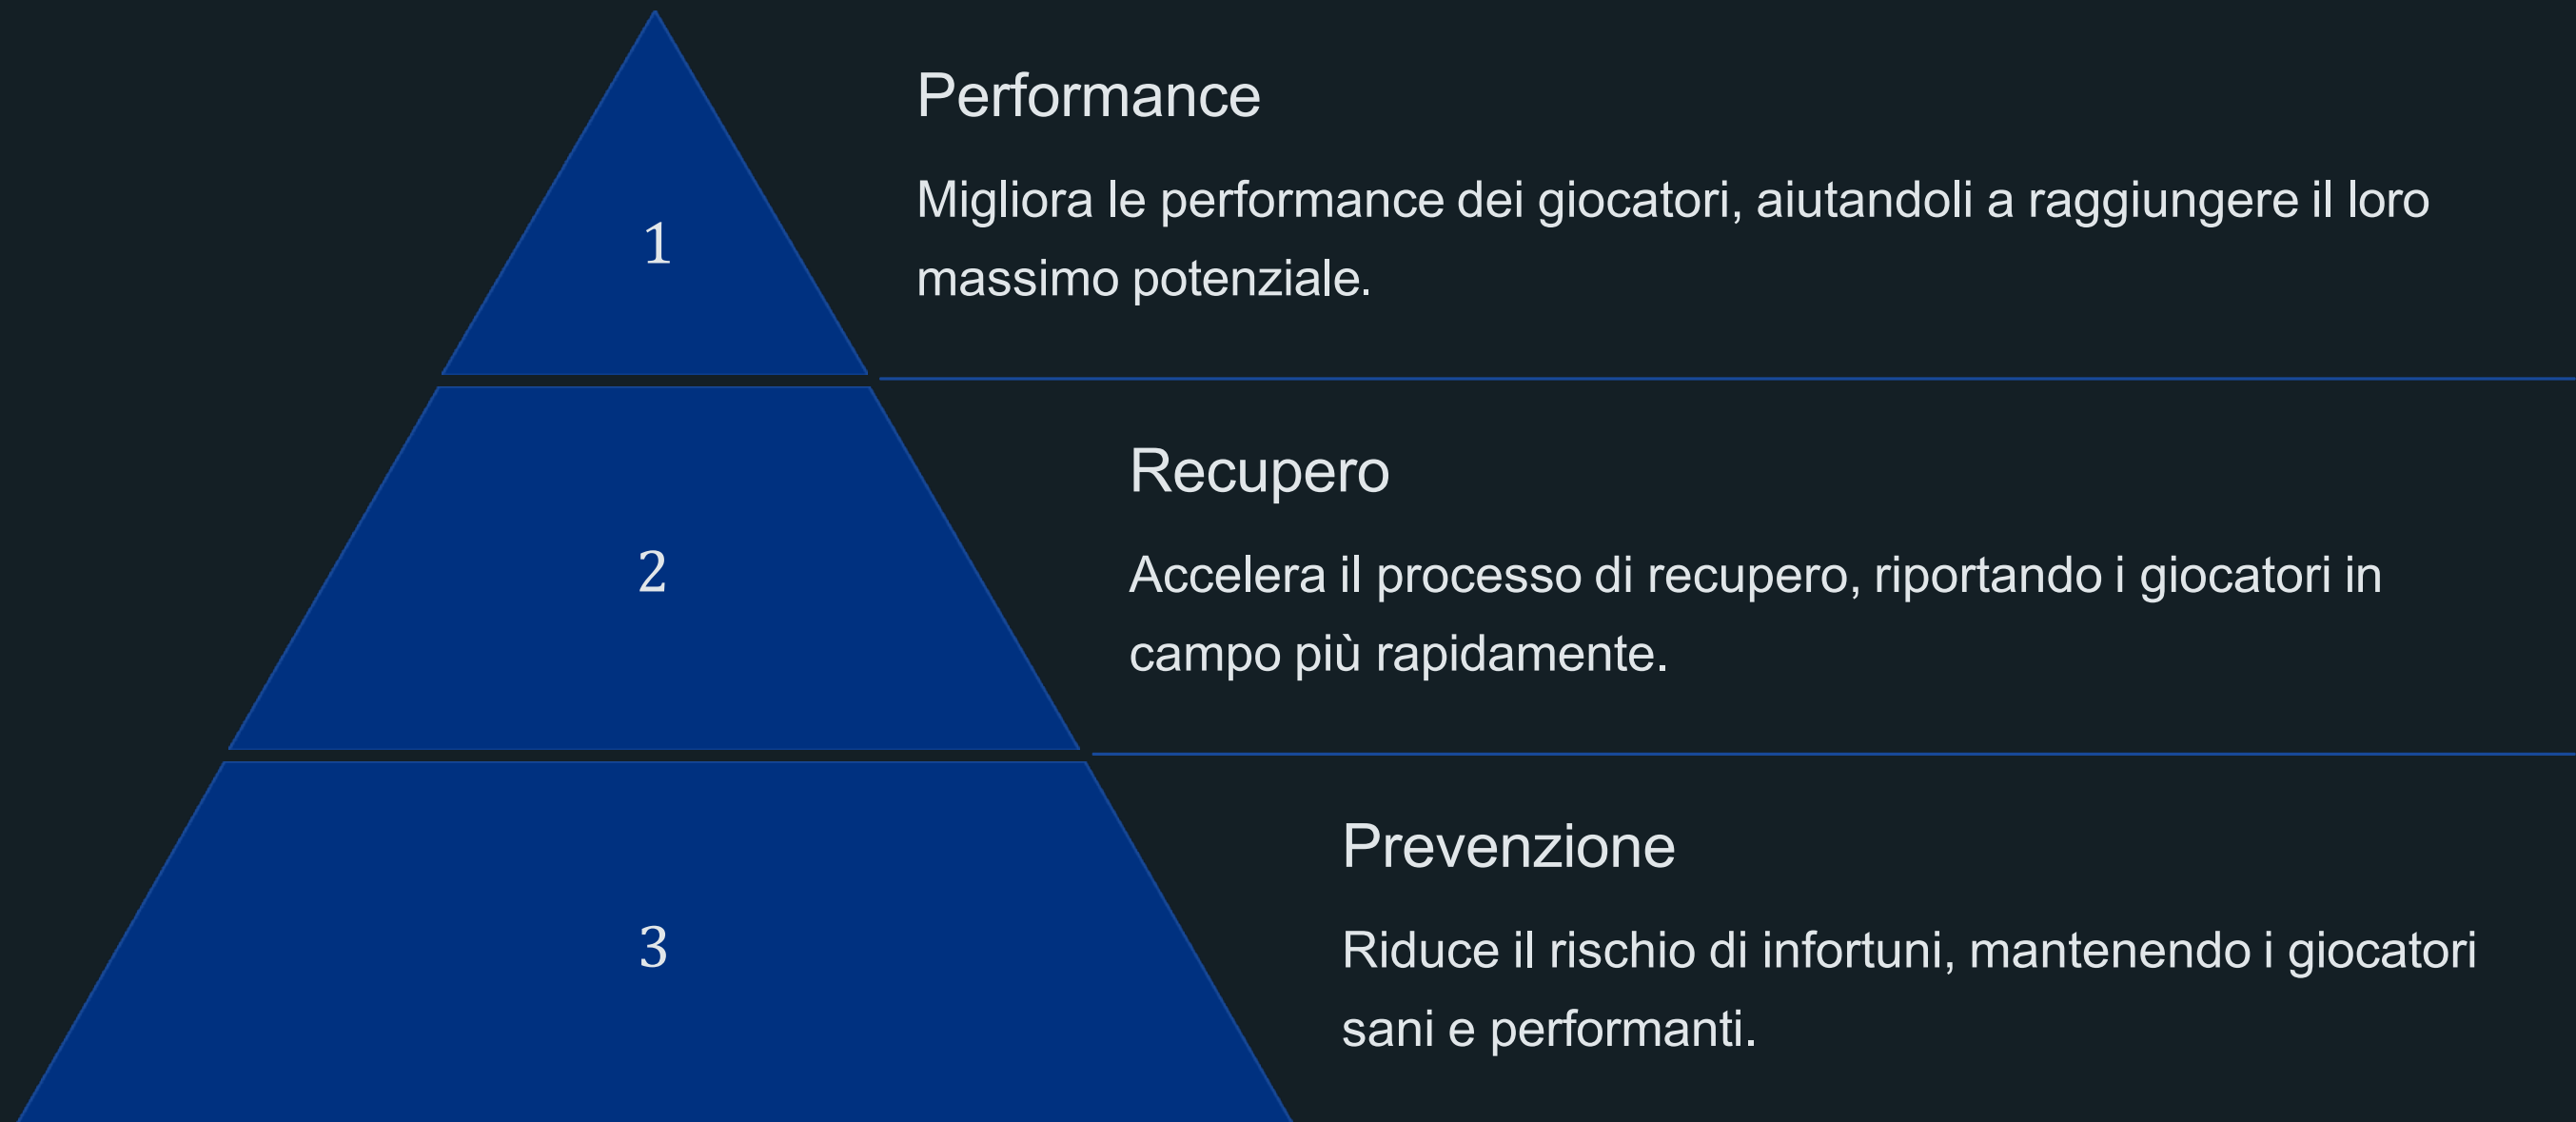 1
Performance
Migliora le performance dei giocatori, aiutandoli a raggiungere il loro
massimo potenziale.
2
Recupero
Accelera il processo di recupero, riportando i giocatori in
campo più rapidamente.
3
Prevenzione
Riduce il rischio di infortuni, mantenendo i giocatori
sani e performanti.